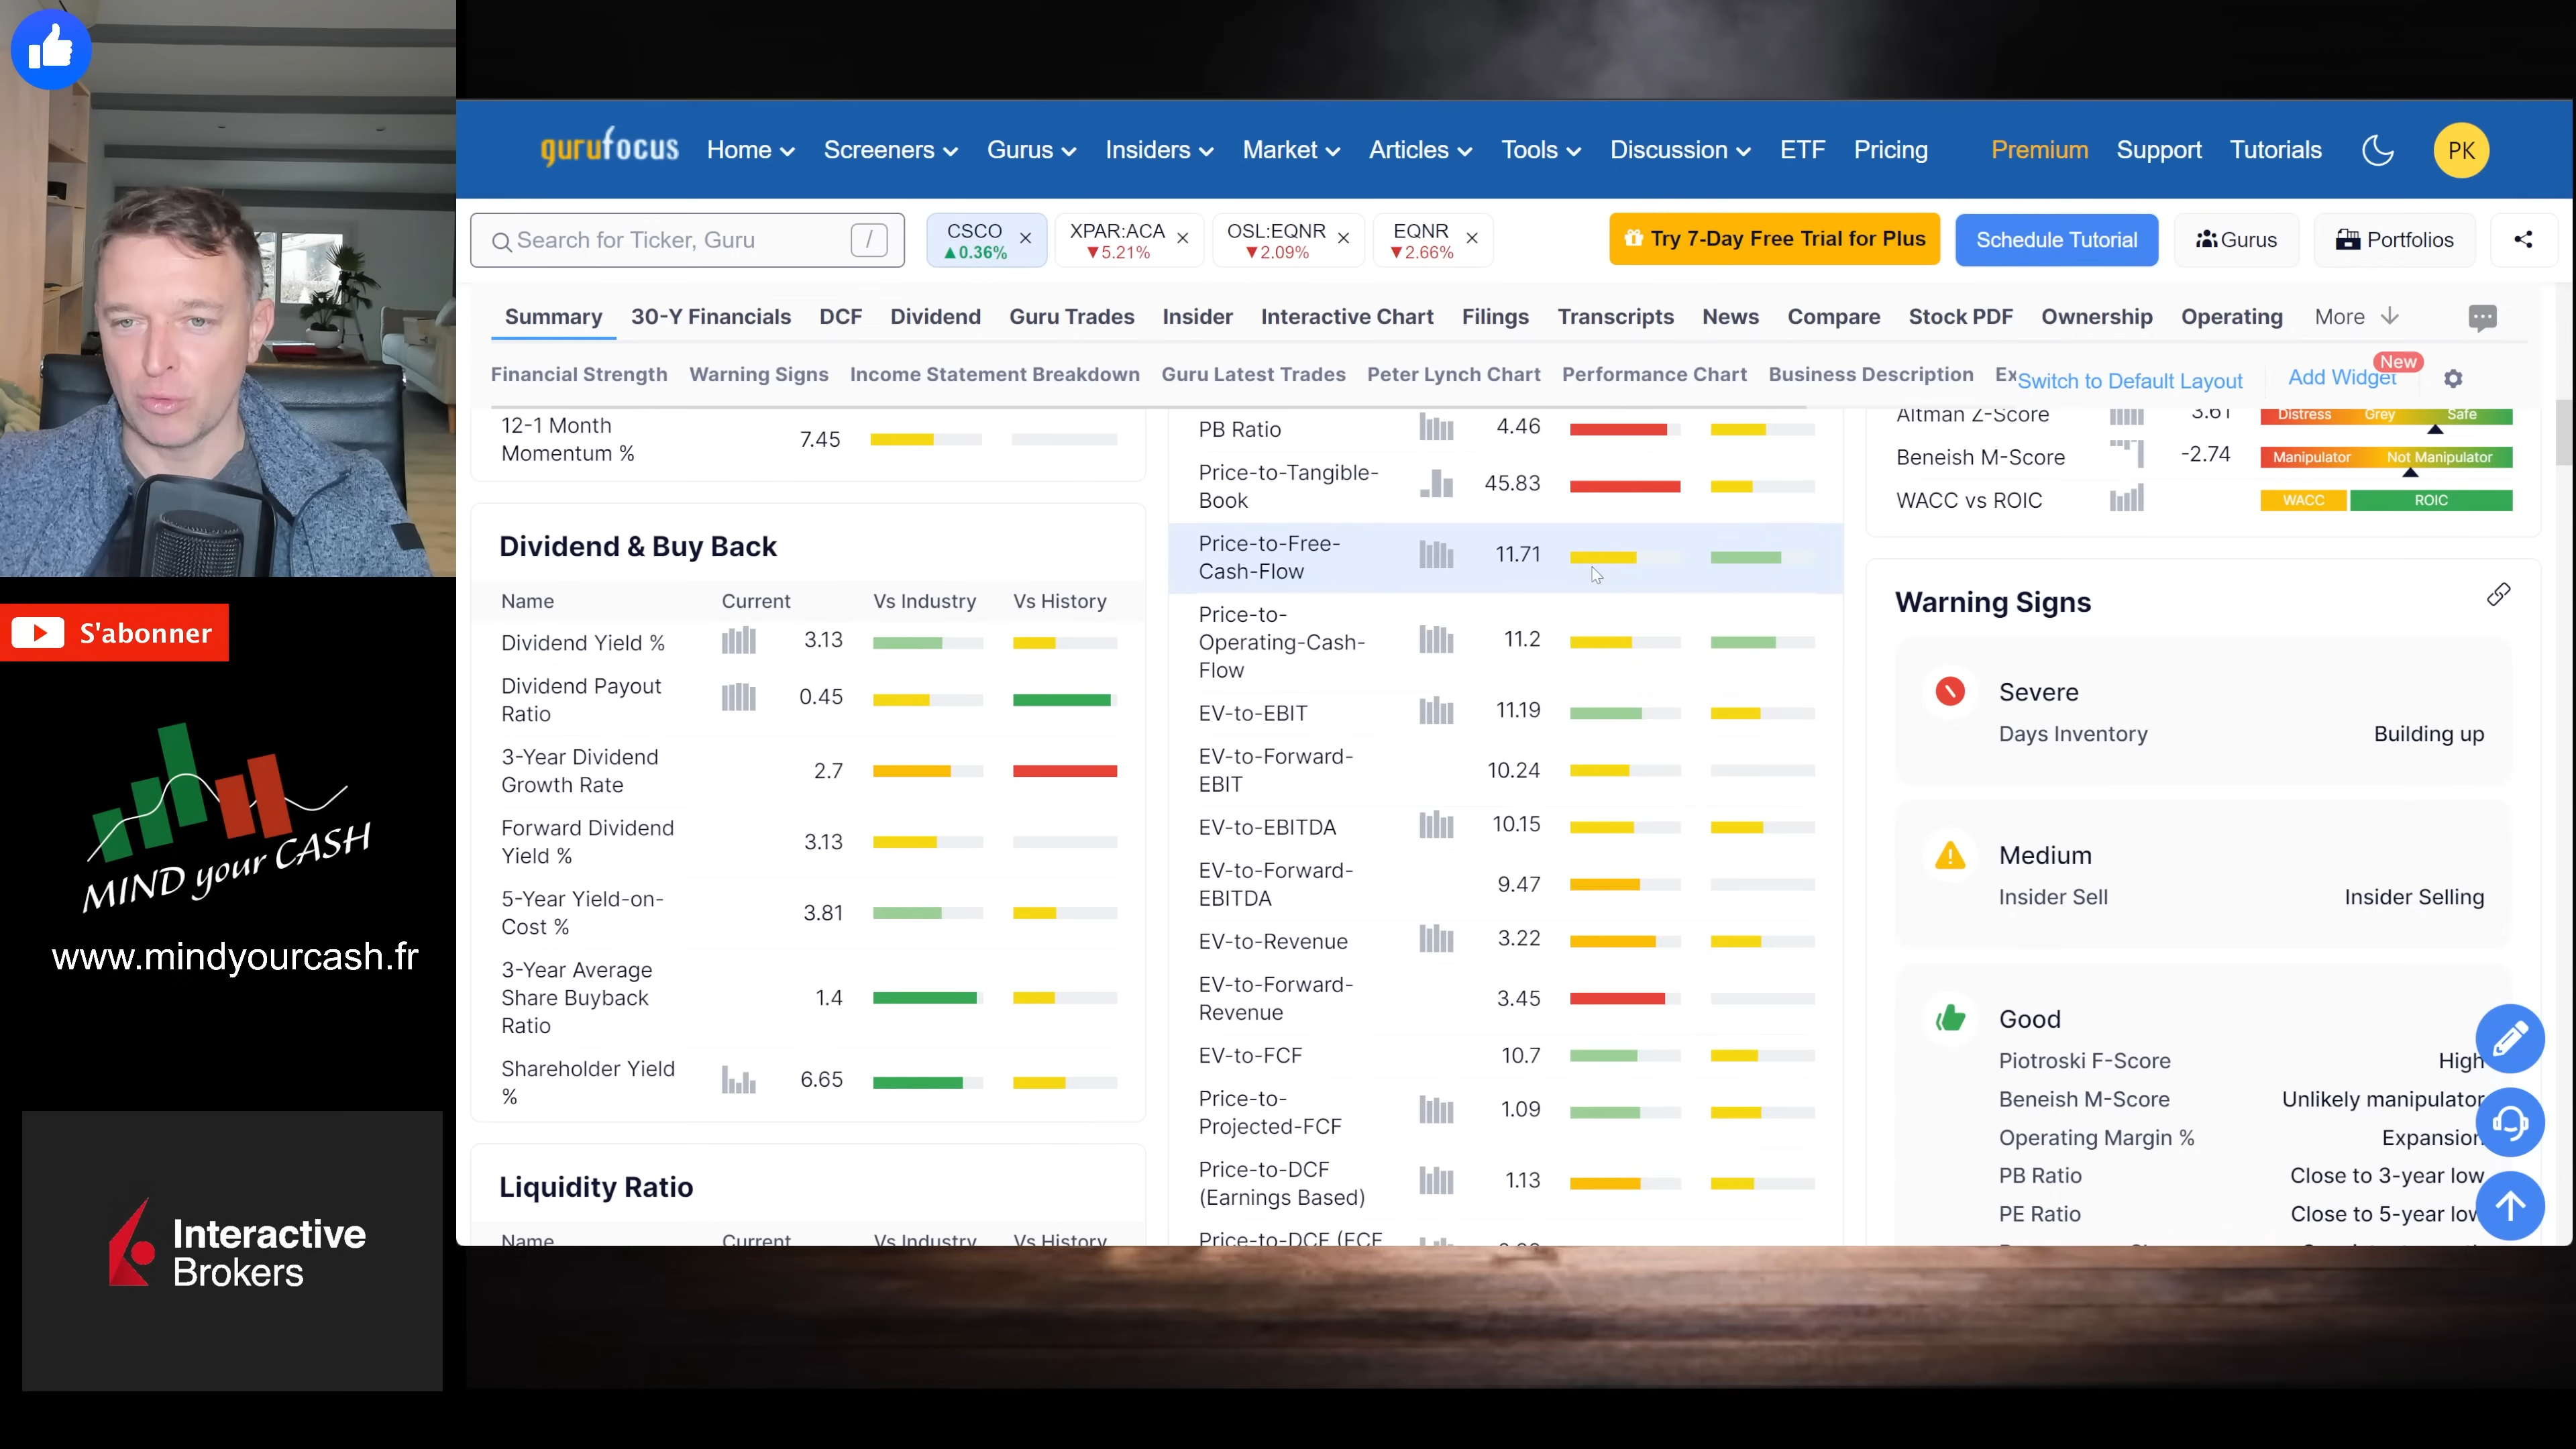 gurufocus
Home
Screeners
Gurus
Insiders
Market
Articles
Tools
Discussion
ETF
Pricing
Premium
Support
Tutorials
PK
Search for Ticker, Guru
/
CSCO
▲0.36%
XPAR:ACA
▼5.21%
OSL:EQNR
▼2.09%
EQNR
▼2.66%
Try 7-Day Free Trial for Plus
Schedule Tutorial
Gurus
Portfolios
Summary
30-Y Financials
DCF
Dividend
Guru Trades
Insider
Interactive Chart
Filings
Transcripts
News
Compare
Stock PDF
Ownership
Operating
More
Financial Strength
Warning Signs
Income Statement Breakdown
Guru Latest Trades
Peter Lynch Chart
Performance Chart
Business Description
Ex
Switch to Default Layout
Add Widget
New
12-1 Month
Momentum %
7.45
Dividend & Buy Back
Name Current Vs Industry Vs History
Dividend Yield % 3.13
Dividend Payout
Ratio
0.45
3-Year Dividend
Growth Rate
2.7
Forward Dividend
Yield %
3.13
5-Year Yield-on-
Cost %
3.81
3-Year Average
Share Buyback
Ratio
1.4
Shareholder Yield
%
6.65
Liquidity Ratio
Name Current Vs Industry Vs History
PB Ratio 4.46
Price-to-Tangible-
Book
45.83
Price-to-Free-
Cash-Flow
11.71
Price-to-
Operating-Cash-
Flow
11.2
EV-to-EBIT 11.19
EV-to-Forward-
EBIT
10.24
EV-to-EBITDA 10.15
EV-to-Forward-
EBITDA
9.47
EV-to-Revenue 3.22
EV-to-Forward-
Revenue
3.45
EV-to-FCF 10.7
Price-to-
Projected-FCF
1.09
Price-to-DCF
(Earnings Based)
1.13
Price-to-DCF (FCF
Altman Z-Score 3.61
Distress Grey Safe
Beneish M-Score -2.74
Manipulator Not Manipulator
WACC vs ROIC
WACC ROIC
Warning Signs
Severe
Days Inventory Building up
Medium
Insider Sell Insider Selling
Good
Piotroski F-Score High
Beneish M-Score Unlikely manipulator
Operating Margin % Expansion
PB Ratio Close to 3-year low
PE Ratio Close to 5-year low
S'abonner
MIND your CASH
www.mindyourcash.fr
Interactive
Brokers